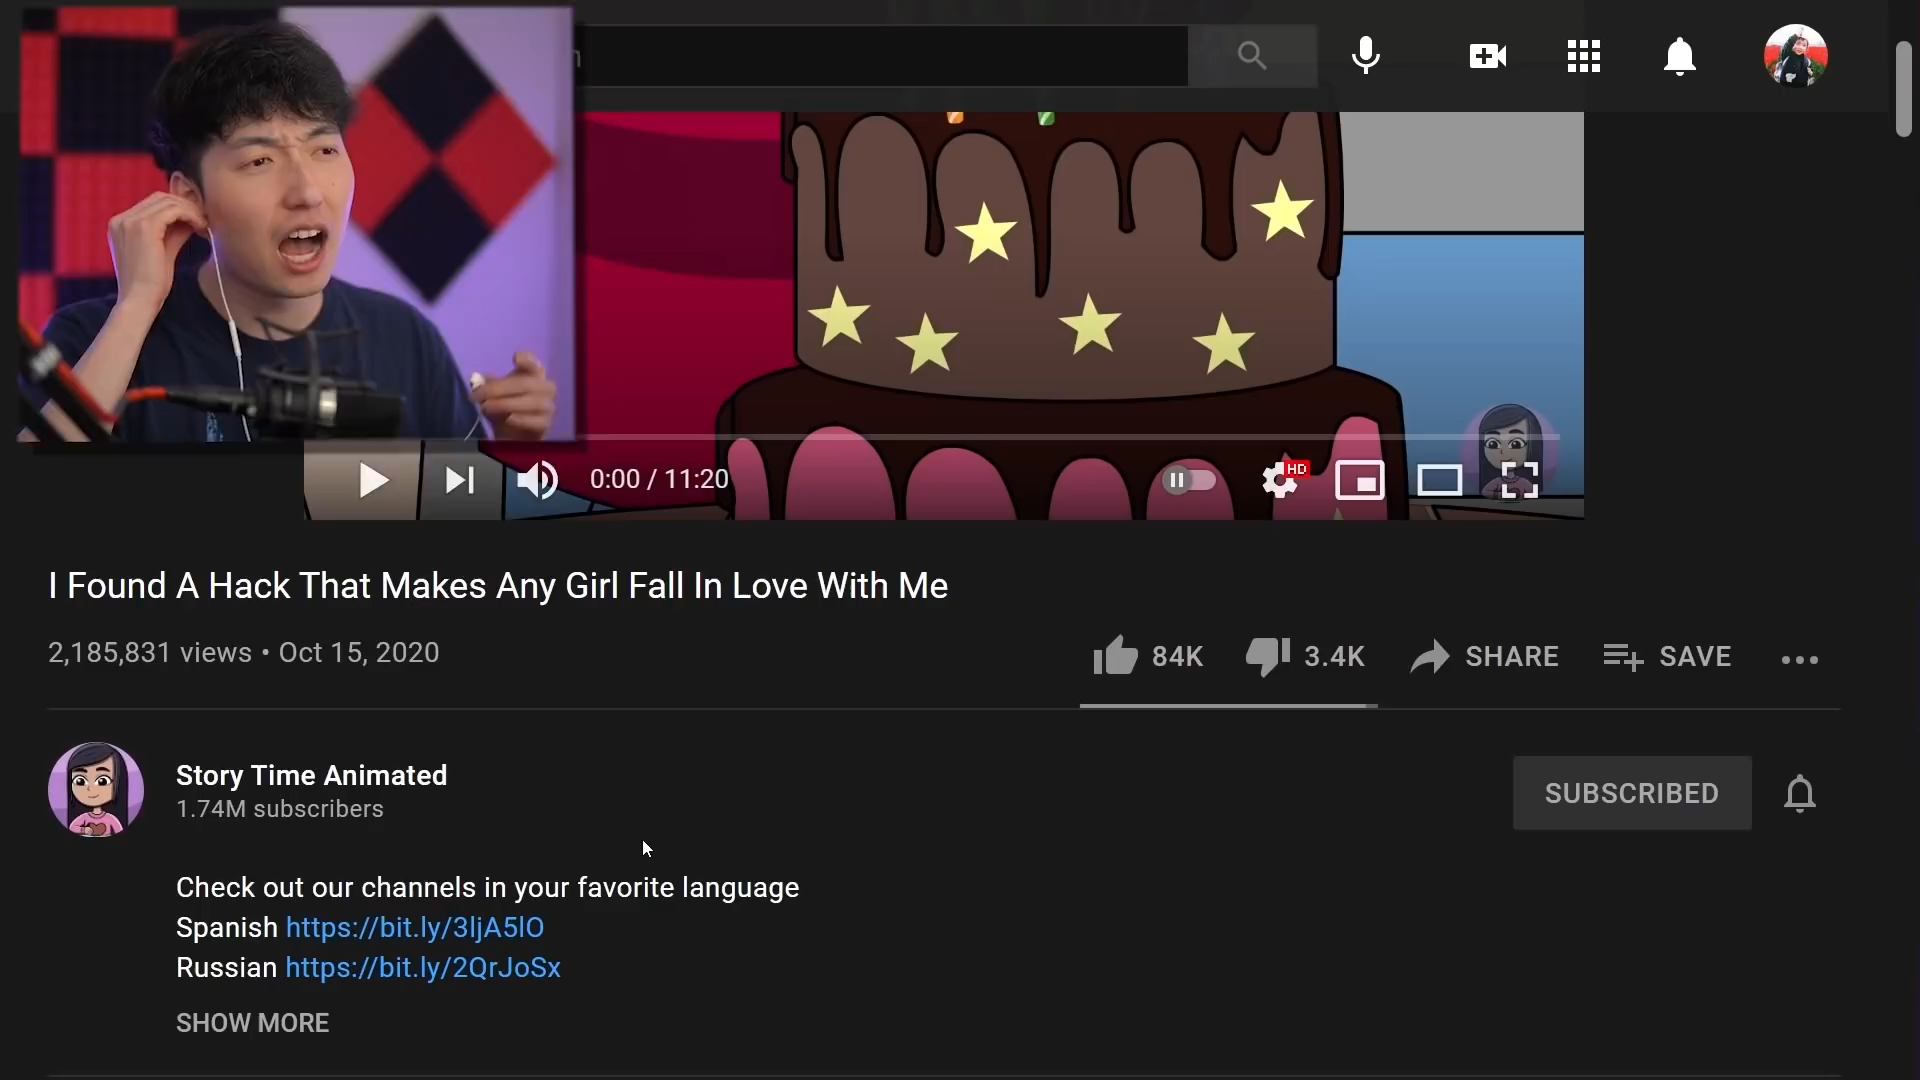 HD
0:00 / 11:20
I Found A Hack That Makes Any Girl Fall In Love With Me
2,185,831 views • Oct 15, 2020
84K
3.4K
SHARE
SAVE
Story Time Animated
1.74M subscribers
SUBSCRIBED
Check out our channels in your favorite language
Spanish https://bit.ly/3ljA5lO
Russian https://bit.ly/2QrJoSx
SHOW MORE